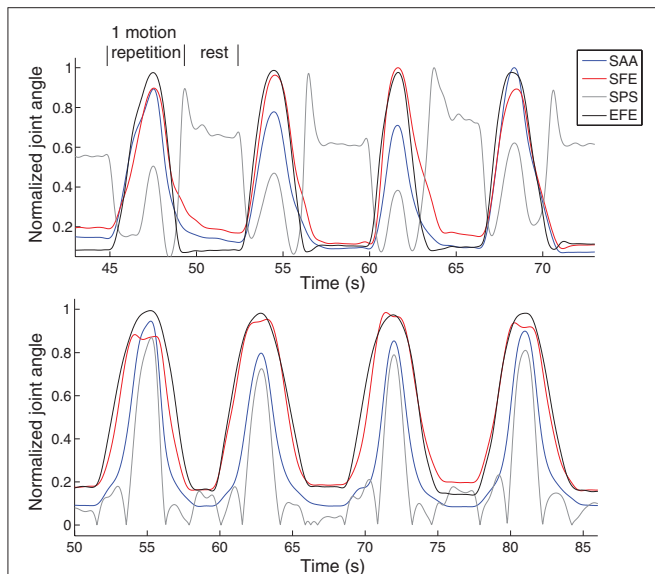 1 motion
repetition
rest
SAA
SFE
SPS
EFE
Normalized joint angle
1
0.8
0.6
0.4
0.2
45 50 55 60 65 70
Time (s)
Normalized joint angle
1
0.8
0.6
0.4
0.2
0
50 55 60 65 70 75 80 85
Time (s)